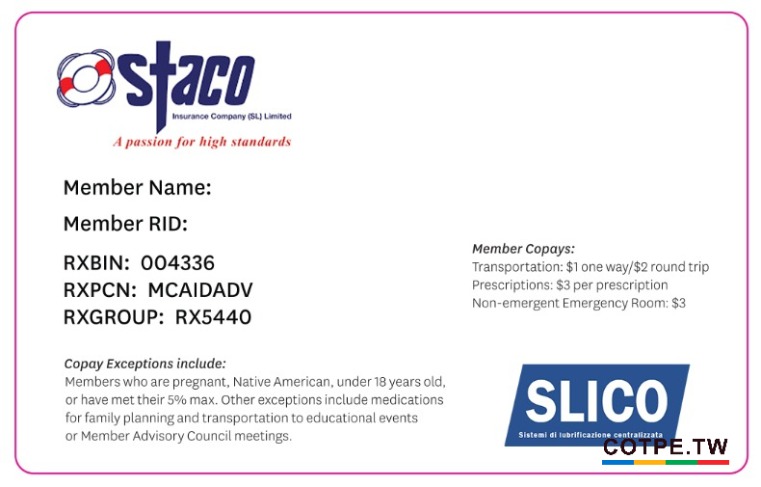 staco
Insurance Company (SL) Limited
A passion for high standards
Member Name:
Member RID:
RXBIN: 004336
RXPCN: MCAIDADV
RXGROUP: RX5440
Member Copays:
Transportation: $1 one way/$2 round trip
Prescriptions: $3 per prescription
Non-emergent Emergency Room: $3
Copay Exceptions include:
Members who are pregnant, Native American, under 18 years old,
or have met their 5% max. Other exceptions include medications
for family planning and transportation to educational events
or Member Advisory Council meetings.
SLICO
Sistemi di lubrificazione centralizzata
COTPE.TW